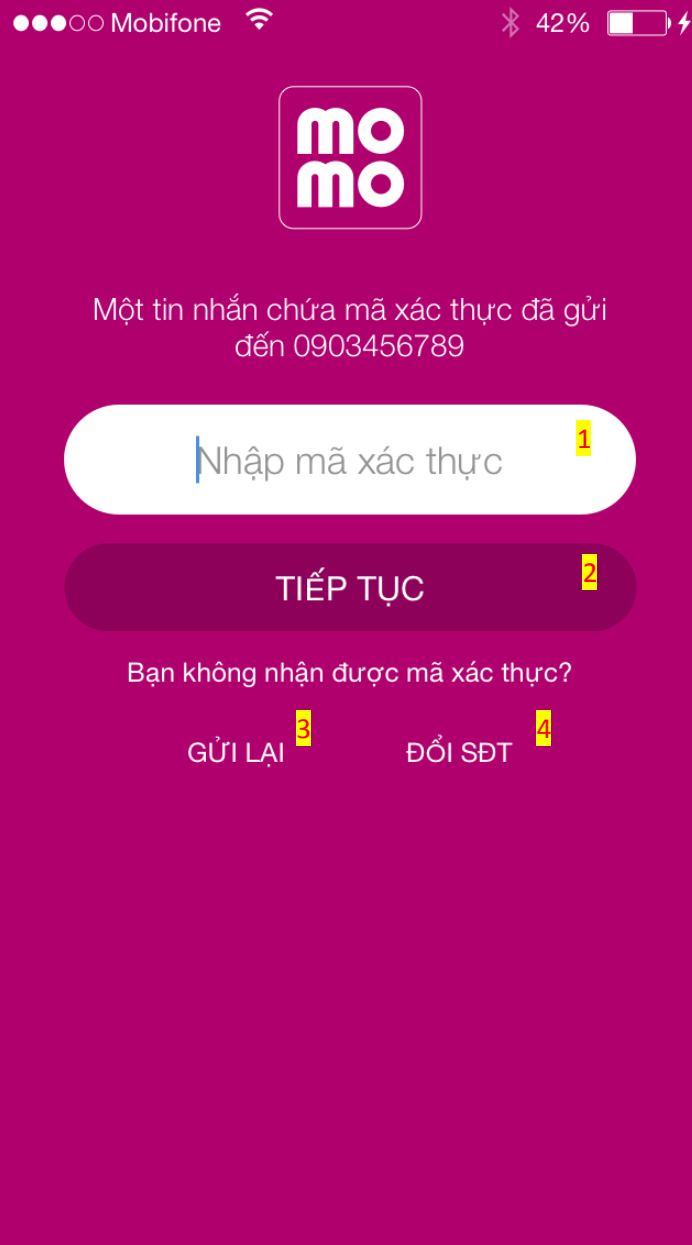 Mobifone 42%
mo
mo
Một tin nhắn chứa mã xác thực đã gửi
đến 0903456789
Nhập mã xác thực 1
TIẾP TỤC 2
Bạn không nhận được mã xác thực?
GỬI LẠI 3 ĐỔI SĐT 4